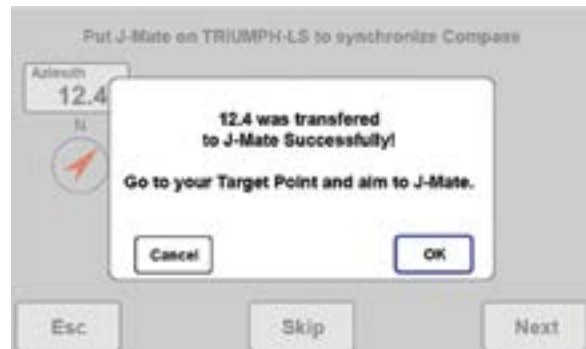 Put J-Mate on TRIUMPH-LS to synchronize Compass
Azimuth
12.4
N
12.4 was transfered
to J-Mate Successfully!
Go to your Target Point and aim to J-Mate.
Cancel
OK
Esc
Skip
Next